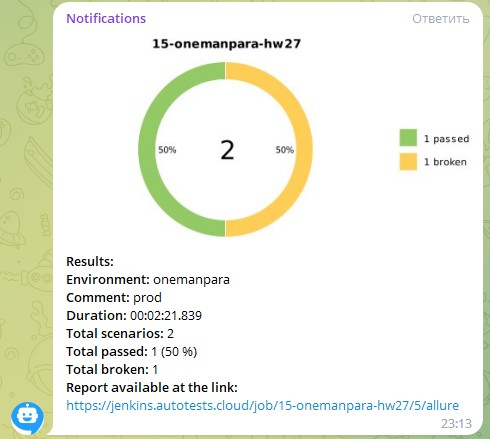 Notifications Ответить
15-onemanpara-hw27
50% 2 50%
1 passed
1 broken
Results:
Environment: onemanpara
Comment: prod
Duration: 00:02:21.839
Total scenarios: 2
Total passed: 1 (50 %)
Total broken: 1
Report available at the link:
https://jenkins.autotests.cloud/job/15-onemanpara-hw27/5/allure
23:13